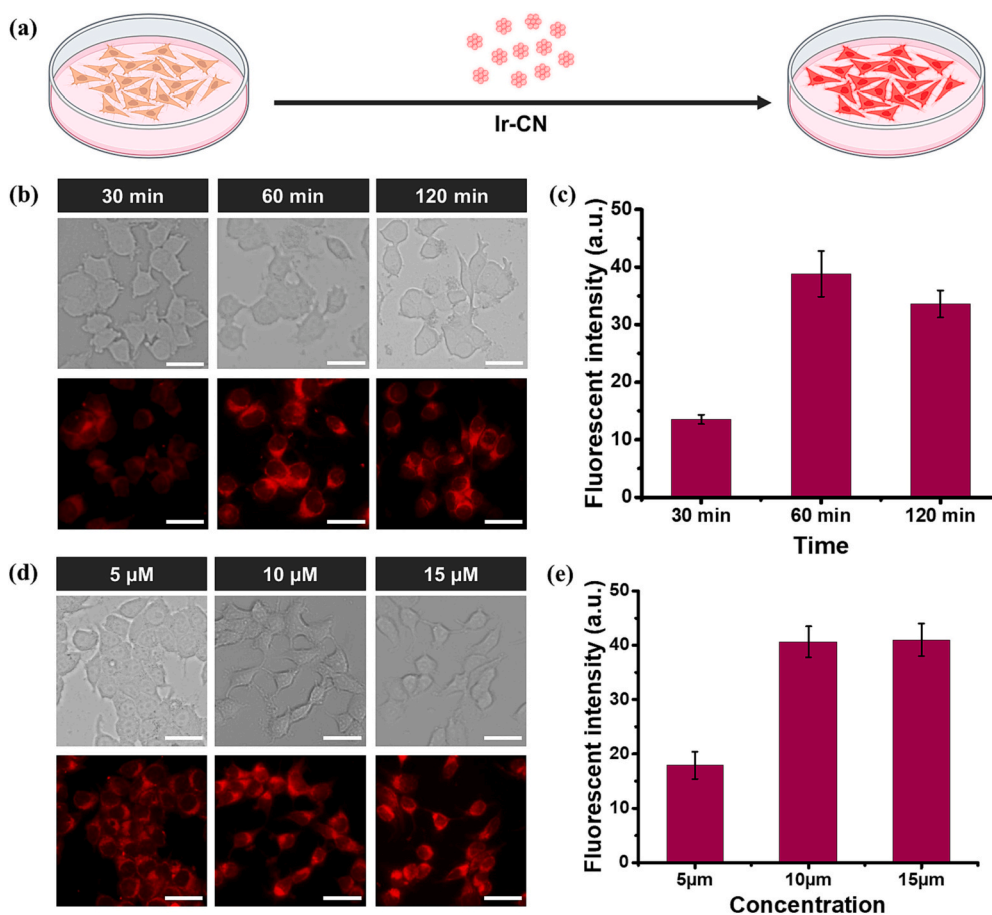 (a)
Ir-CN
(b)
30 min
60 min
120 min
(c)
Fluorescent intensity (a.u.)
50
40
30
20
10
0
30 min
60 min
120 min
Time
(d)
5 μM
10 μM
15 μM
(e)
Fluorescent intensity (a.u.)
50
40
30
20
10
0
5μm
10μm
15μm
Concentration